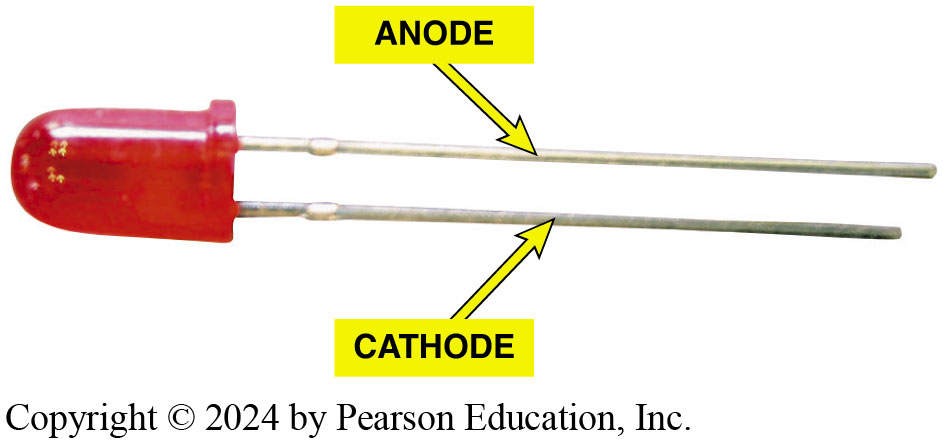 ANODE
CATHODE
Copyright © 2024 by Pearson Education, Inc.